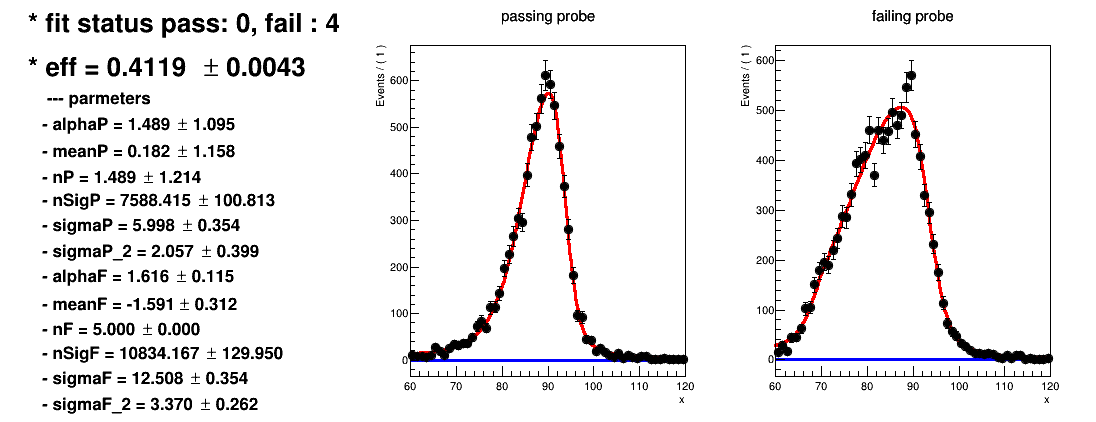 * fit status pass: 0, fail : 4
* eff = 0.4119 ± 0.0043
--- parmeters
- alphaP = 1.489 ± 1.095
- meanP = 0.182 ± 1.158
- nP = 1.489 ± 1.214
- nSigP = 7588.415 ± 100.813
- sigmaP = 5.998 ± 0.354
- sigmaP_2 = 2.057 ± 0.399
- alphaF = 1.616 ± 0.115
- meanF = -1.591 ± 0.312
- nF = 5.000 ± 0.000
- nSigF = 10834.167 ± 129.950
- sigmaF = 12.508 ± 0.354
- sigmaF_2 = 3.370 ± 0.262
passing probe
Events / ( 1 )
600
500
400
300
200
100
0
60 70 80 90 100 110 120
x
failing probe
Events / ( 1 )
600
500
400
300
200
100
0
60 70 80 90 100 110 120
x